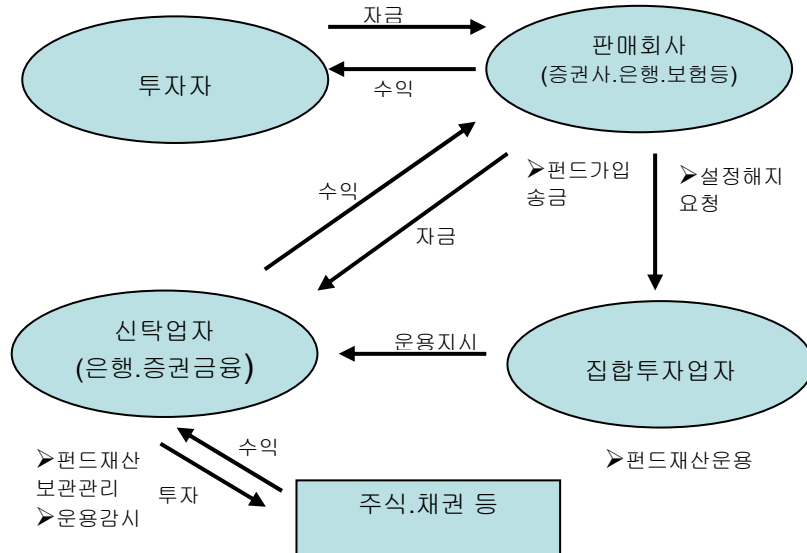 자금
투자자
판매회사
(증권사.은행.보험등)
수익
수익
➢펀드가입
송금
➢설정해지
요청
자금
신탁업자
(은행.증권금융)
운용지시
집합투자업자
➢펀드재산
보관관리
➢운용감시
수익
투자
➢펀드재산운용
주식.채권 등